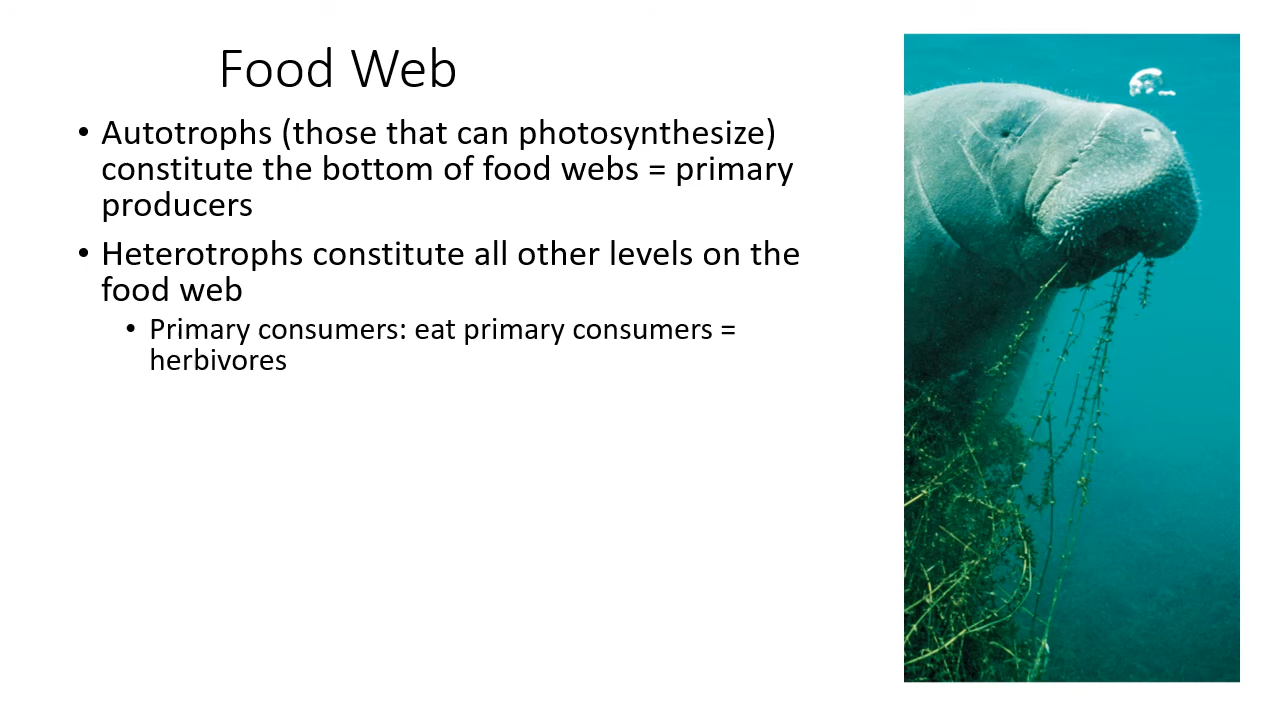 Food Web
• Autotrophs (those that can photosynthesize)
constitute the bottom of food webs = primary
producers
• Heterotrophs constitute all other levels on the
food web
• Primary consumers: eat primary consumers =
herbivores